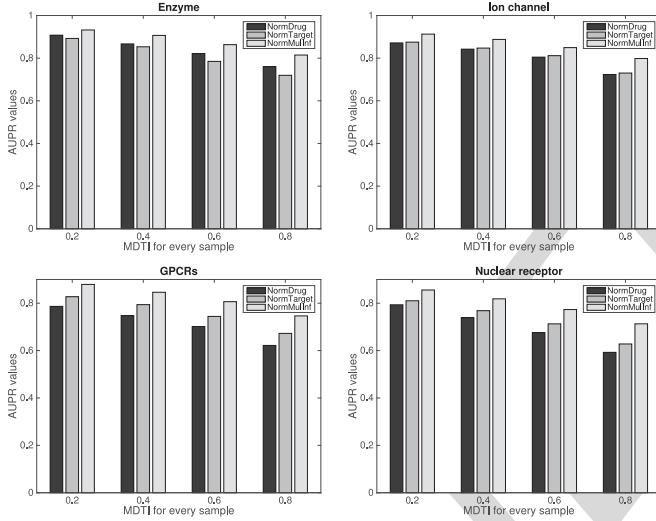 Enzyme
NormDrug
NormTarget
NormMulInf
1
0.8
0.6
0.4
0.2
0
AUPR values
0.2 0.4 0.6 0.8
MDTI for every sample
Ion channel
NormDrug
NormTarget
NormMulInf
1
0.8
0.6
0.4
0.2
0
AUPR values
0.2 0.4 0.6 0.8
MDTI for every sample
GPCRs
NormDrug
NormTarget
NormMulInf
0.8
0.6
0.4
0.2
0
AUPR values
0.2 0.4 0.6 0.8
MDTI for every sample
Nuclear receptor
NormDrug
NormTarget
NormMulInf
0.8
0.6
0.4
0.2
0
AUPR values
0.2 0.4 0.6 0.8
MDTI for every sample